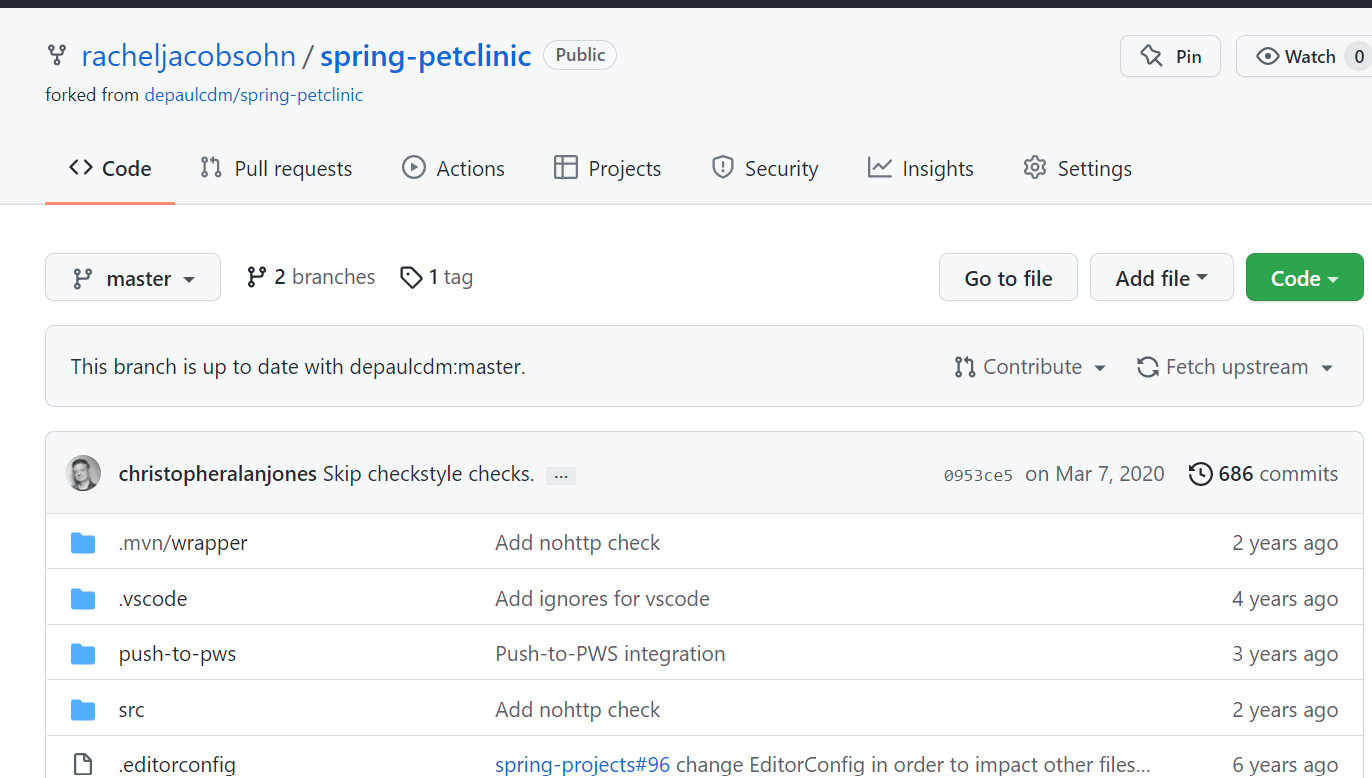 racheljacobsohn / spring-petclinic Public Pin Watch 0
forked from depaulcdm/spring-petclinic
Code Pull requests Actions Projects Security Insights Settings
master 2 branches 1 tag Go to file Add file Code
This branch is up to date with depaulcdm:master. Contribute Fetch upstream
christopheralanjones Skip checkstyle checks. ... 0953ce5 on Mar 7, 2020 686 commits
.mvn/wrapper Add nohttp check 2 years ago
.vscode Add ignores for vscode 4 years ago
push-to-pws Push-to-PWS integration 3 years ago
src Add nohttp check 2 years ago
.editorconfig spring-projects#96 change EditorConfig in order to impact other files... 6 years ago